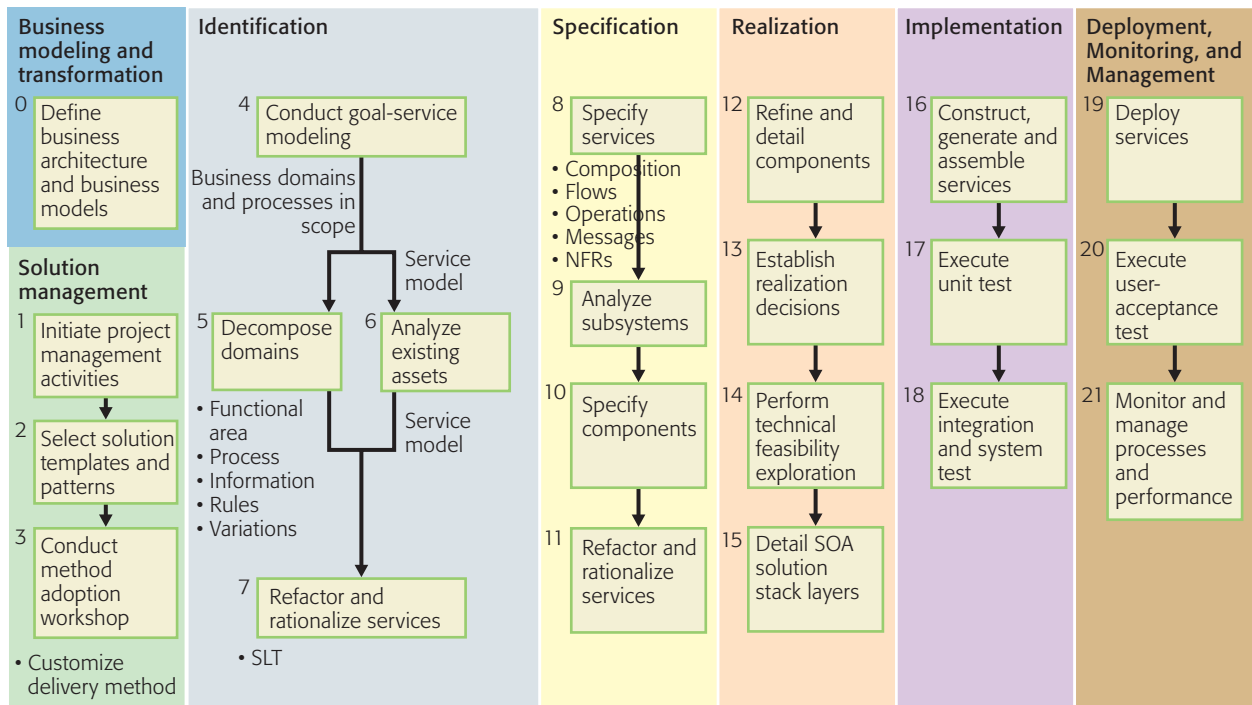 Business
modeling and
transformation
0
Define
business
architecture
and business
models
Solution
management
1
Initiate project
management
activities
2
Select solution
templates and
patterns
3
Conduct
method
adoption
workshop
• Customize
delivery method
Identification
4
Conduct goal-service
modeling
Business domains
and processes in
scope
Service
model
5
Decompose
domains
6
Analyze
existing
assets
• Functional
area
• Process
• Information
• Rules
• Variations
Service
model
7
Refactor and
rationalize services
• SLT
Specification
8
Specify
services
• Composition
• Flows
• Operations
• Messages
• NFRs
9
Analyze
subsystems
10
Specify
components
11
Refactor and
rationalize
services
Realization
12
Refine and
detail
components
13
Establish
realization
decisions
14
Perform
technical
feasibility
exploration
15
Detail SOA
solution
stack layers
Implementation
16
Construct,
generate and
assemble
services
17
Execute
unit test
18
Execute
integration
and system
test
Deployment,
Monitoring, and
Management
19
Deploy
services
20
Execute
user-
acceptance
test
21
Monitor and
manage
processes
and
performance